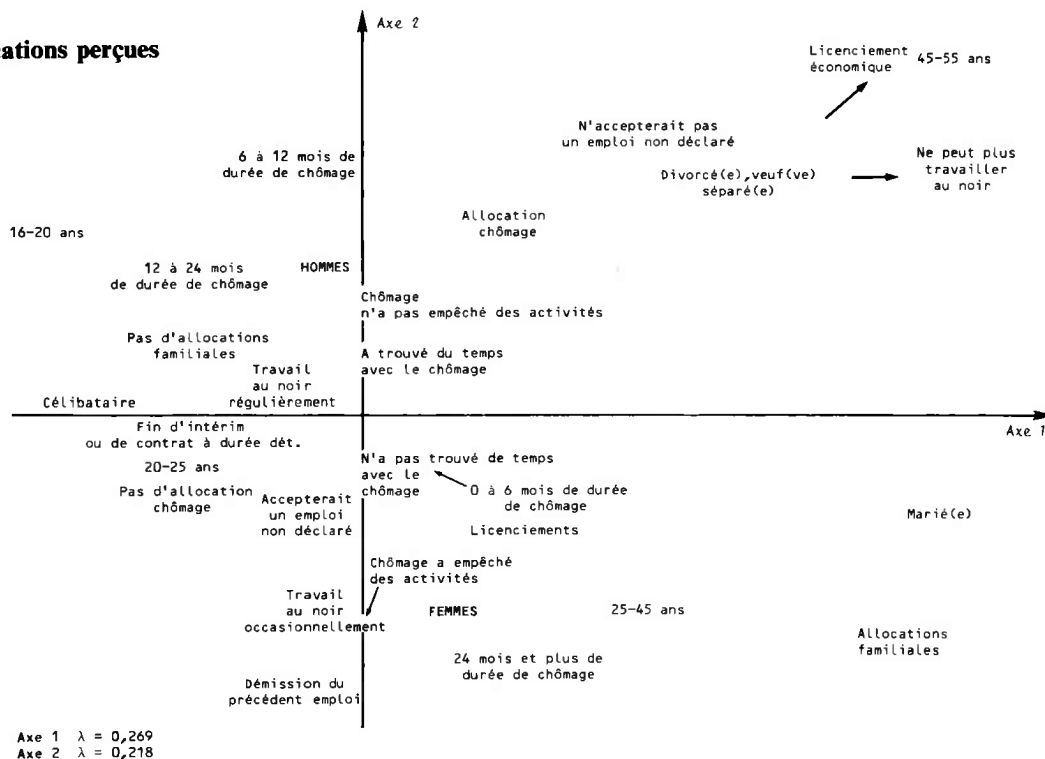 Axe 2
cations perçues
Licenciement
économique
45-55 ans
N'accepterait pas
un emploi non déclaré
6 à 12 mois de
durée de chômage
Ne peut plus
travailler
au noir
Divorcé(e),veuf(ve)
séparé(e)
Allocation
chômage
16-20 ans
12 à 24 mois
de durée de chômage
HOMMES
Chômage
n'a pas empêché des activités
Pas d'allocations
familiales
A trouvé du temps
avec le chômage
Travail
au noir
régulièrement
Célibataire
Axe 1
Fin d'intérim
ou de contrat à durée dét.
20-25 ans
N'a pas trouvé de temps
avec le
chômage
Pas d'allocation
chômage
0 à 6 mois de durée
de chômage
Accepterait
un emploi
non déclaré
Licenciements
Marié(e)
Chômage a empêché
des activités
Travail
au noir
occasionnellement
FEMMES
25-45 ans
Allocations
familiales
24 mois et plus de
durée de chômage
Démission du
précédent emploi
Axe 1 λ = 0,269
Axe 2 λ = 0,218